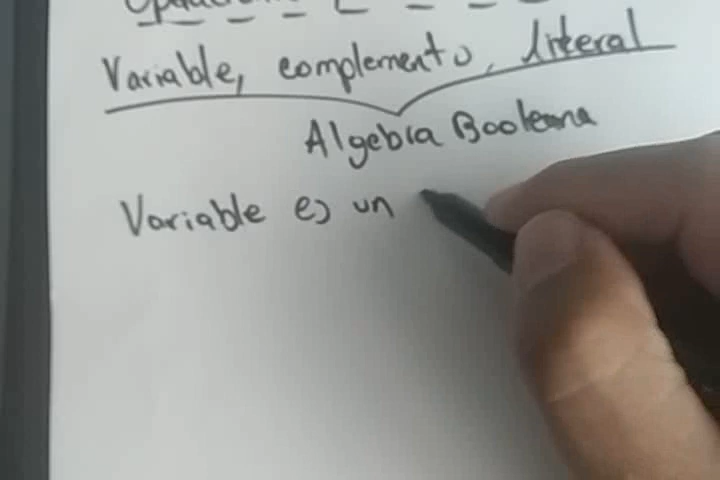 Variable, complemento, literal
Algebra Booleana
Variable es un